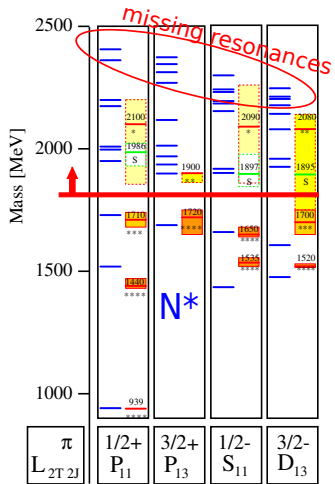 missing resonances
2500
2000
1500
1000
Mass [MeV]
2100
*
1986
S
1710
***
1440
****
939
****
1900
**
1720
****
N*
2090
*
1897
S
1650
****
1535
****
2080
**
1895
S
1700
***
1520
****
π
L2T 2J
1/2+
P11
3/2+
P13
1/2-
S11
3/2-
D13